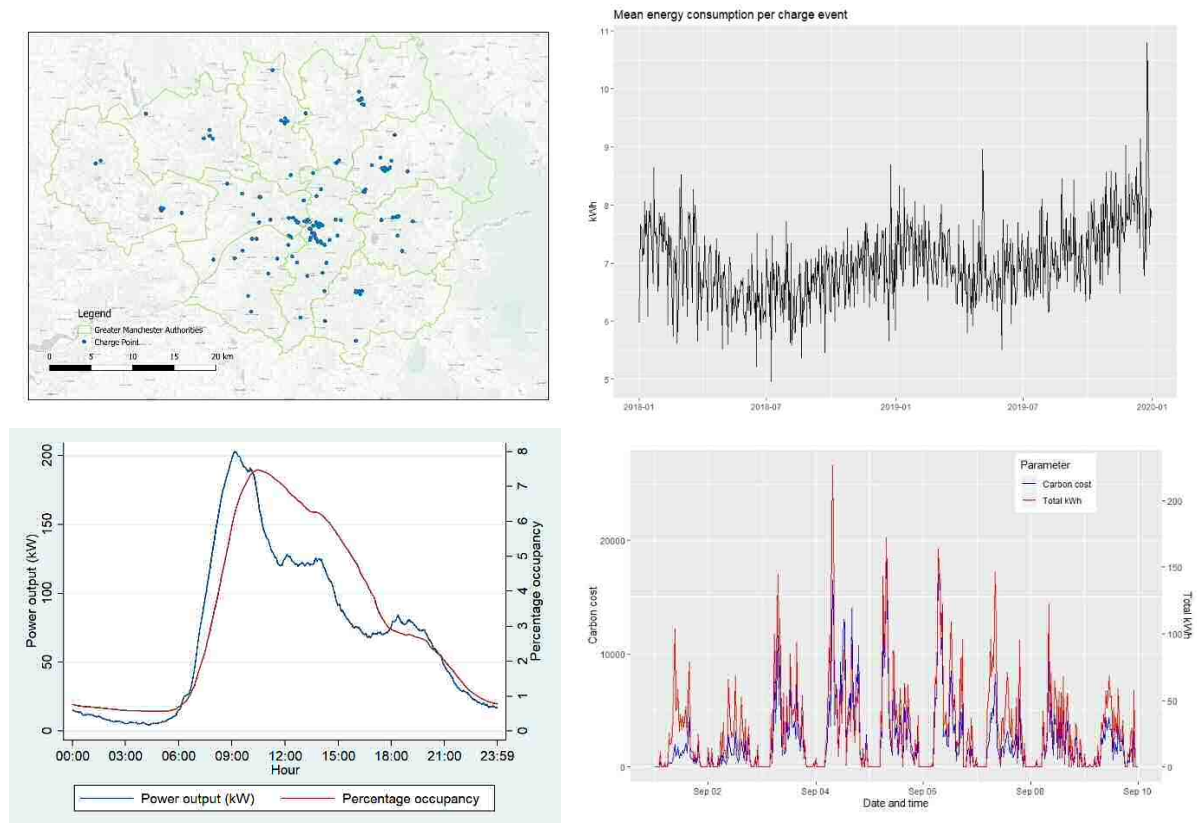 Legend
Greater Manchester Authorities
Charge Point
0 5 10 15 20 km
Mean energy consumption per charge event
kWh
11
10
9
8
7
6
5
2018-01 2018-07 2019-01 2019-07 2020-01
Power output (kW)
200
150
100
50
0
Percentage occupancy
8
7
6
5
4
3
2
1
0
00:00 03:00 06:00 09:00 12:00 15:00 18:00 21:00 23:59
Hour
Power output (kW) Percentage occupancy
Parameter
Carbon cost
Total kWh
Carbon cost
20000
10000
0
Total kWh
200
150
100
50
0
Sep 02 Sep 04 Sep 06 Sep 08 Sep 10
Date and time